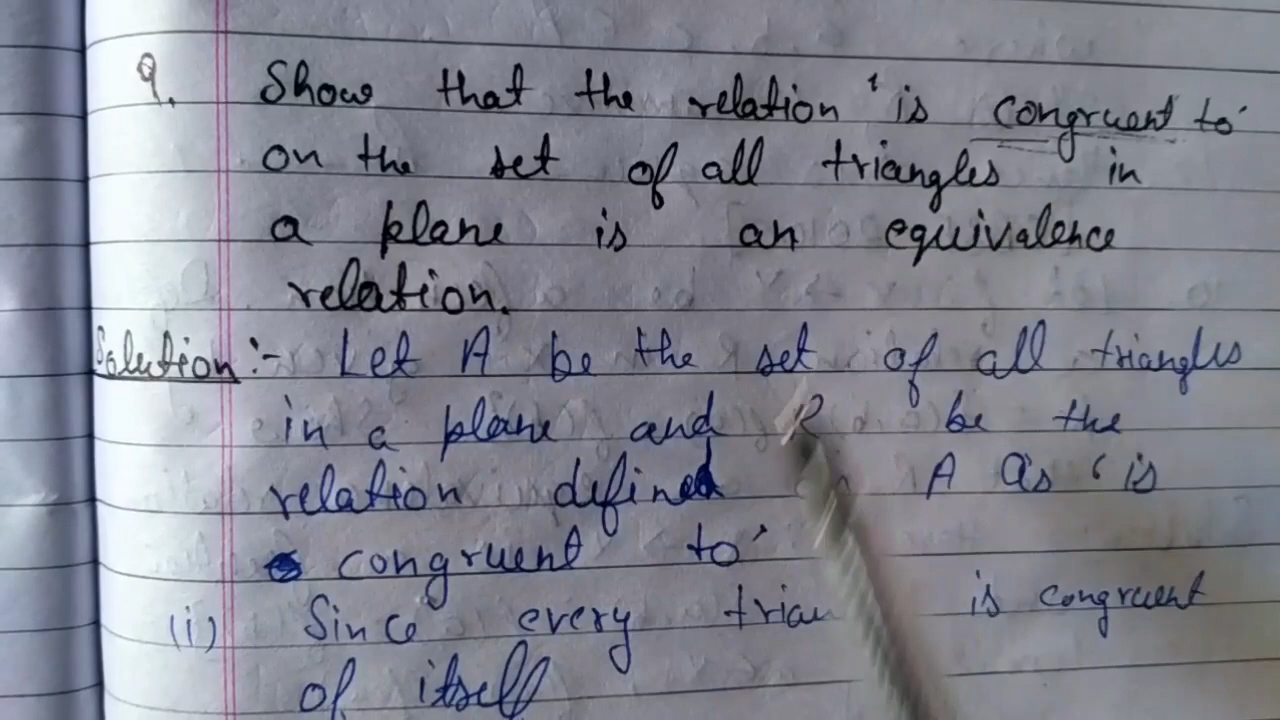 Q. Show that the relation 'is congruent to'
on the set of all triangles in
a plane is an equivalence
relation.
Solution :- Let A be the set of all triangles
in a plane and R be the
relation defined A as 'is
congruent to'
(i) Since every is congruent
of itself